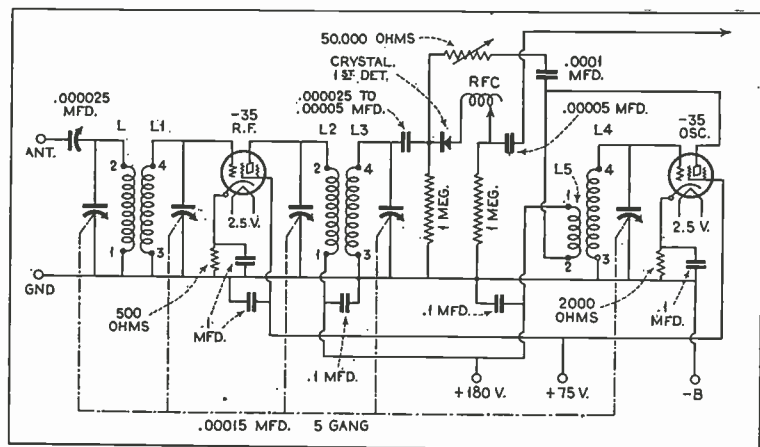 50.000 OHMS
CRYSTAL.
1ST DET.
.000025 TO
.00005 MFD.
RFC
.0001
MFD.
.00005 MFD.
.000025
MFD.
ANT.
L
L1
-35
R.F.
L2
L3
L4
-35
OSC.
L5
2
4
2
4
1
4
1 MEG.
1 MEG.
2.5 V.
2.5 V.
1
3
1
3
2
3
GND
500
OHMS
.1
MFD.
.1 MFD.
.1 MFD.
2000
OHMS
.1
MFD.
+180 V.
+75 V.
-B
.00015 MFD. 5 GANG